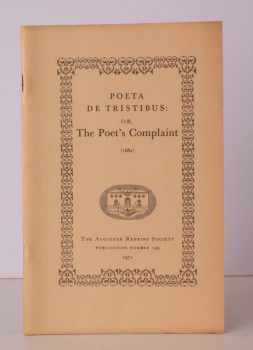 POETA
DE TRISTIBUS:
OR,
The Poet's Complaint
(1682)
THE AUGUSTAN REPRINT SOCIETY
PUBLICATION NUMBER 149
1971